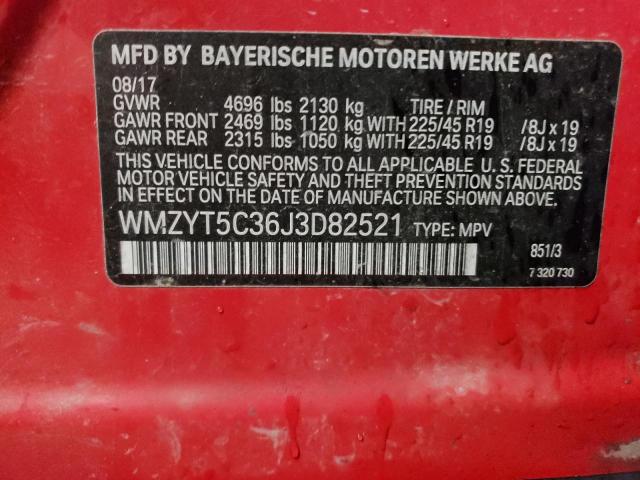 MFD BY BAYERISCHE MOTOREN WERKE AG
08/17
GVWR 4696 lbs 2130 kg TIRE / RIM
GAWR FRONT 2469 lbs 1120 kg WITH 225/45 R19 /8J x 19
GAWR REAR 2315 lbs 1050 kg WITH 225/45 R19 /8J x 19
THIS VEHICLE CONFORMS TO ALL APPLICABLE U. S. FEDERAL
MOTOR VEHICLE SAFETY AND THEFT PREVENTION STANDARDS
IN EFFECT ON THE DATE OF MANUFACTURE SHOWN ABOVE.
WMZYT5C36J3D82521 TYPE: MPV
851/3
7 320 730